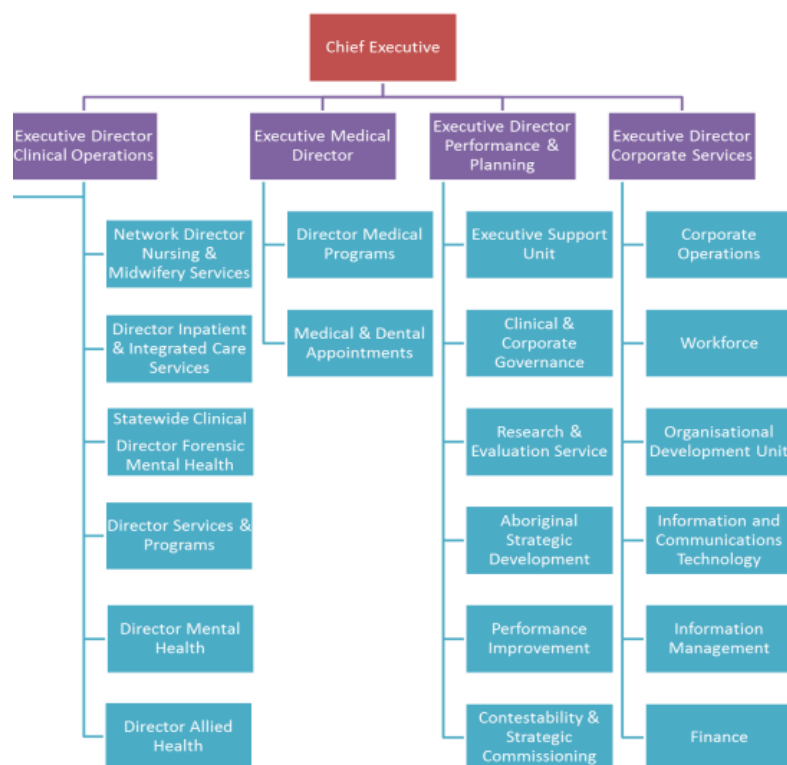 Chief Executive
Executive Director
Clinical Operations
Executive Medical
Director
Executive Director
Performance &
Planning
Executive Director
Corporate Services
Network Director
Nursing &
Midwifery Services
Director Inpatient
& Integrated Care
Services
Statewide Clinical
Director Forensic
Mental Health
Director Services &
Programs
Director Mental
Health
Director Allied
Health
Director Medical
Programs
Medical & Dental
Appointments
Executive Support
Unit
Clinical &
Corporate
Governance
Research &
Evaluation Service
Aboriginal
Strategic
Development
Performance
Improvement
Contestability &
Strategic
Commissioning
Corporate
Operations
Workforce
Organisational
Development Unit
Information and
Communications
Technology
Information
Management
Finance